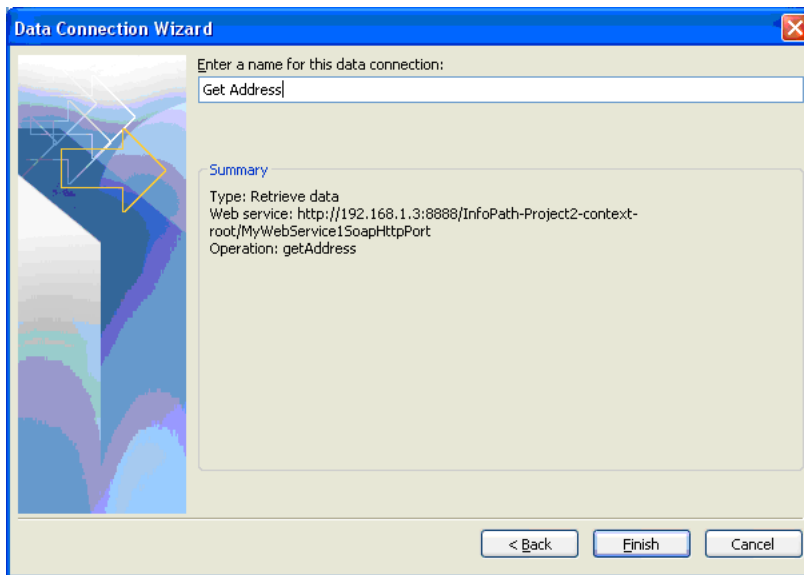 Data Connection Wizard
Enter a name for this data connection:
Get Address
Summary
Type: Retrieve data
Web service: http://192.168.1.3:8888/InfoPath-Project2-context-
root/MyWebService1SoapHttpPort
Operation: getAddress
< Back
Finish
Cancel